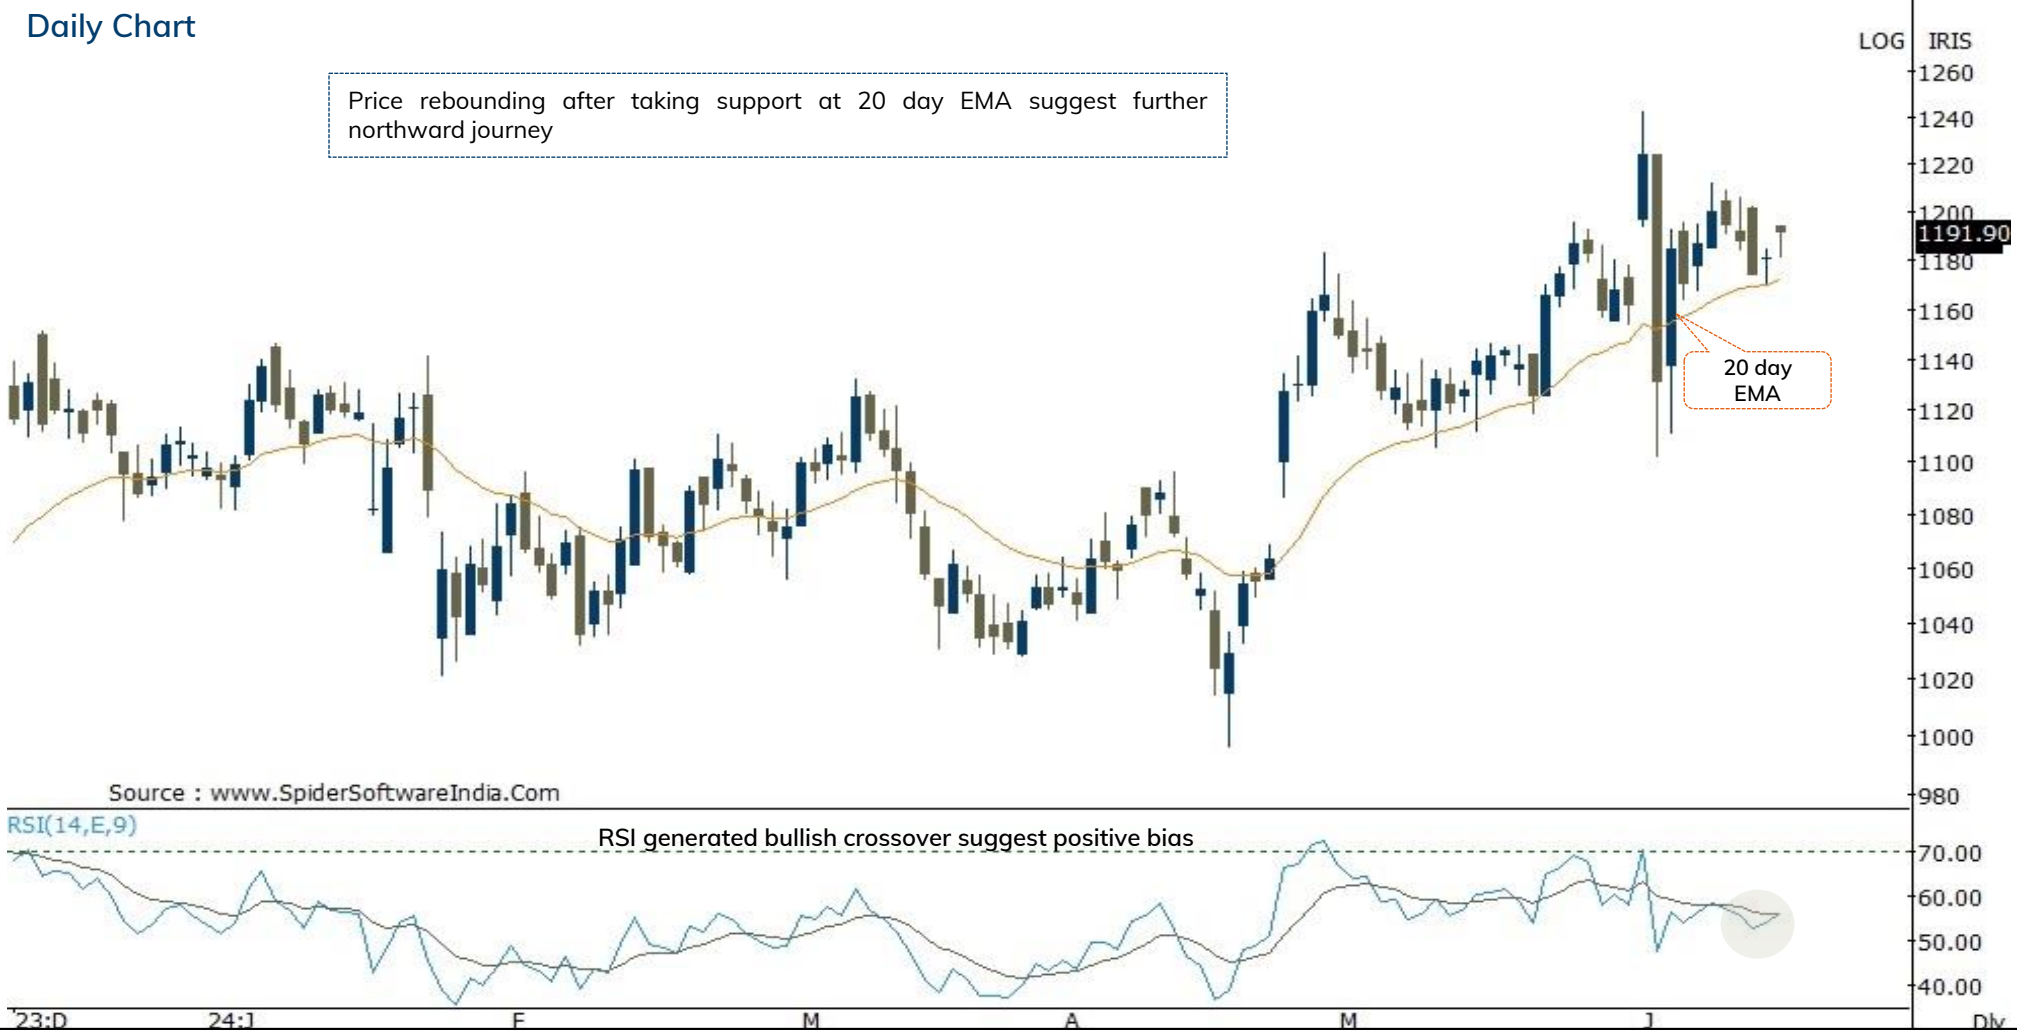 Daily Chart
LOG IRIS
1260
Price rebounding after taking support at 20 day EMA suggest further
northward journey
1240
1220
1200
1191.90
1180
1160
1140
20 day
EMA
1120
1100
1080
1060
1040
1020
1000
980
Source : www.SpiderSoftwareIndia.Com
RSI(14,E,9)
RSI generated bullish crossover suggest positive bias
70.00
60.00
50.00
40.00
23:D 24:J F M A M J Dly